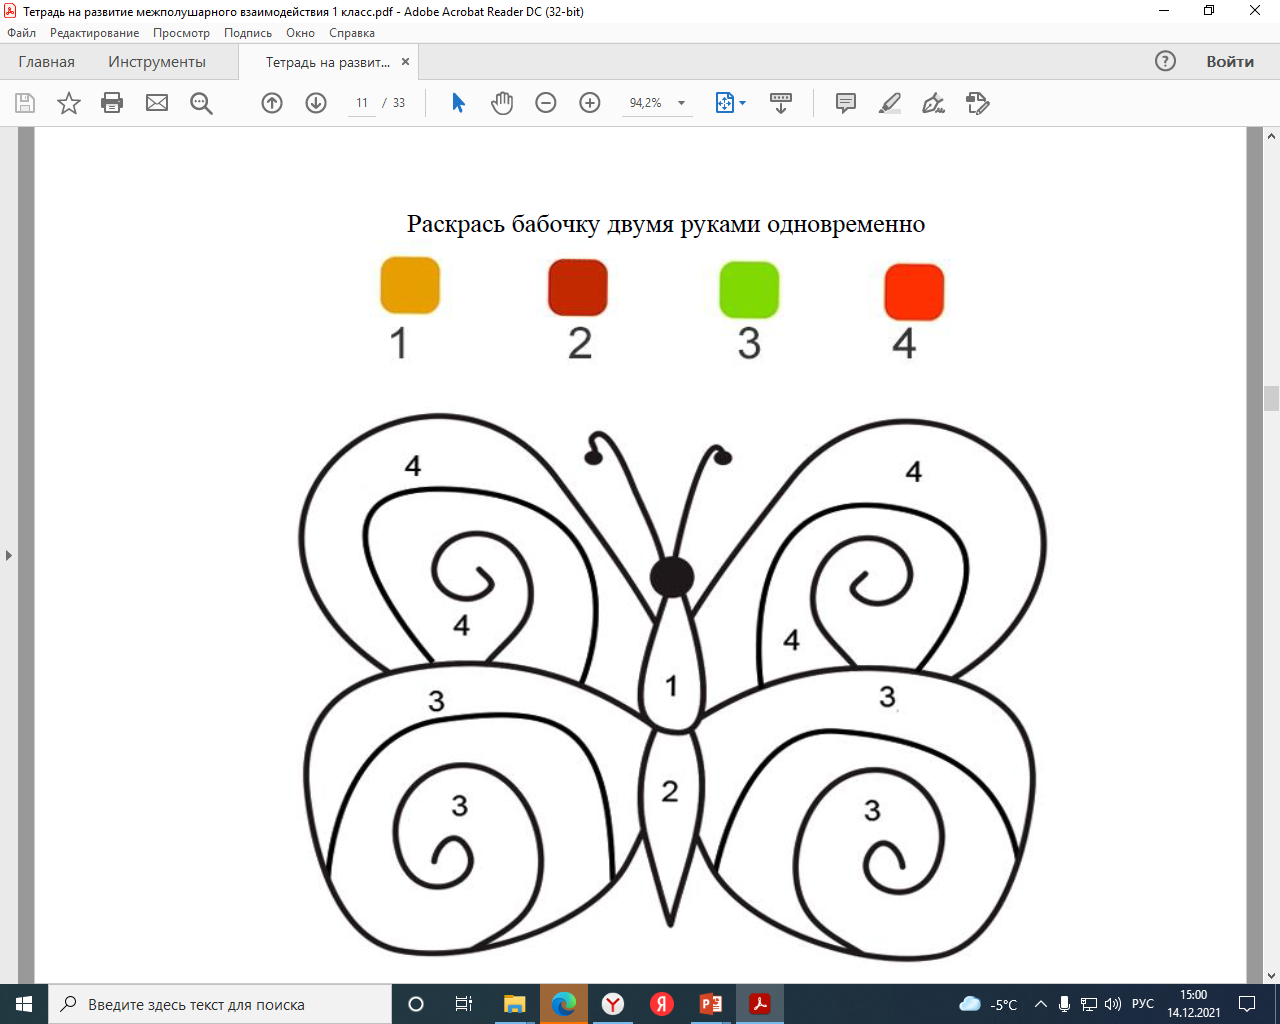 Тетрадь на развитие межполушарного взаимодействия 1 класс.pdf - Adobe Acrobat Reader DC (32-bit)
Файл Редактирование Просмотр Подпись Окно Справка
Главная Инструменты Тетрадь на развит... × ? Войти
11 / 33 94,2%
Раскрась бабочку двумя руками одновременно
1 2 3 4
4 4
4 4
1
3 3
2
3 3
Введите здесь текст для поиска -5°C РУС 15:00
14.12.2021